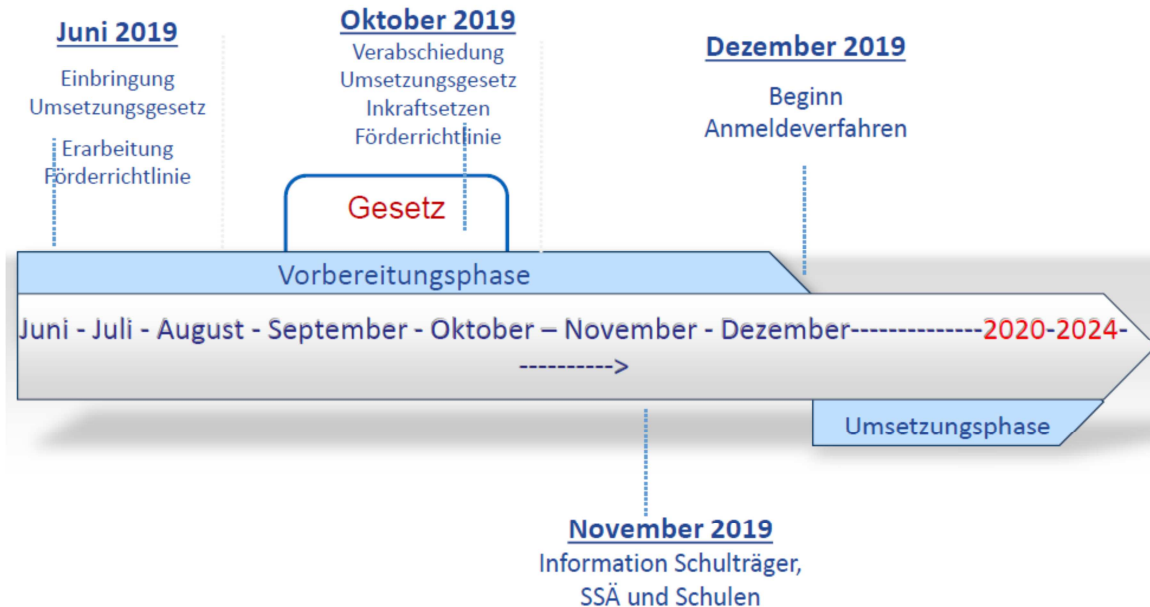 Juni 2019
Einbringung
Umsetzungsgesetz
Erarbeitung
Förderrichtlinie
Oktober 2019
Verabschiedung
Umsetzungsgesetz
Inkraftsetzen
Förderrichtlinie
Dezember 2019
Beginn
Anmeldeverfahren
Gesetz
Vorbereitungsphase
Juni - Juli - August - September - Oktober – November - Dezember--------------2020-2024-
---------->
Umsetzungsphase
November 2019
Information Schulträger,
SSÄ und Schulen